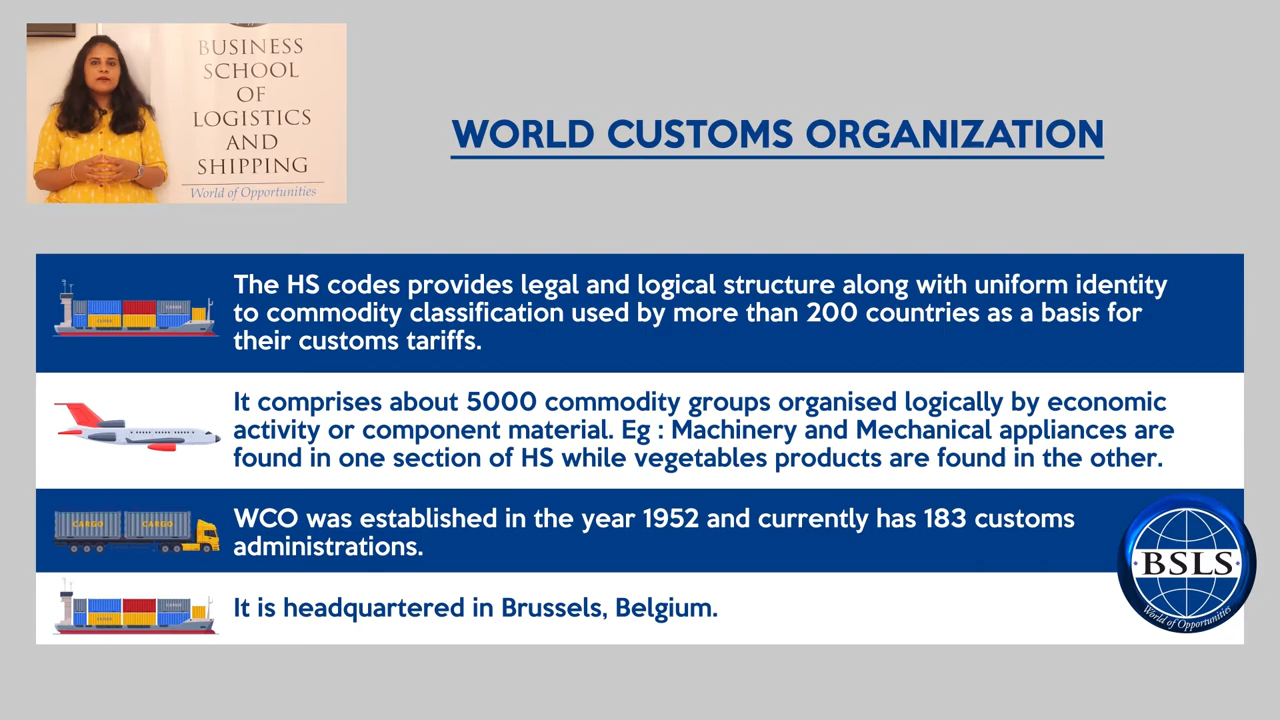 BUSINESS
SCHOOL
OF
LOGISTICS
AND
SHIPPING
World of Opportunities
WORLD CUSTOMS ORGANIZATION
The HS codes provides legal and logical structure along with uniform identity
to commodity classification used by more than 200 countries as a basis for
their customs tariffs.
It comprises about 5000 commodity groups organised logically by economic
activity or component material. Eg : Machinery and Mechanical appliances are
found in one section of HS while vegetables products are found in the other.
CARGO CARGO
WCO was established in the year 1952 and currently has 183 customs
administrations.
It is headquartered in Brussels, Belgium.
BSLS
World of Opportunities